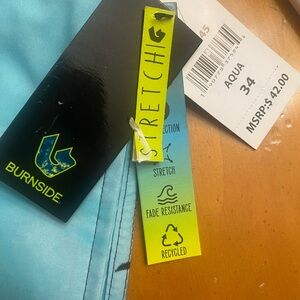 BURNSIDE
STRETCH
STRETCH
FADE RESISTANCE
RECYCLED
AQUA
34
MSRP:$ 42.00